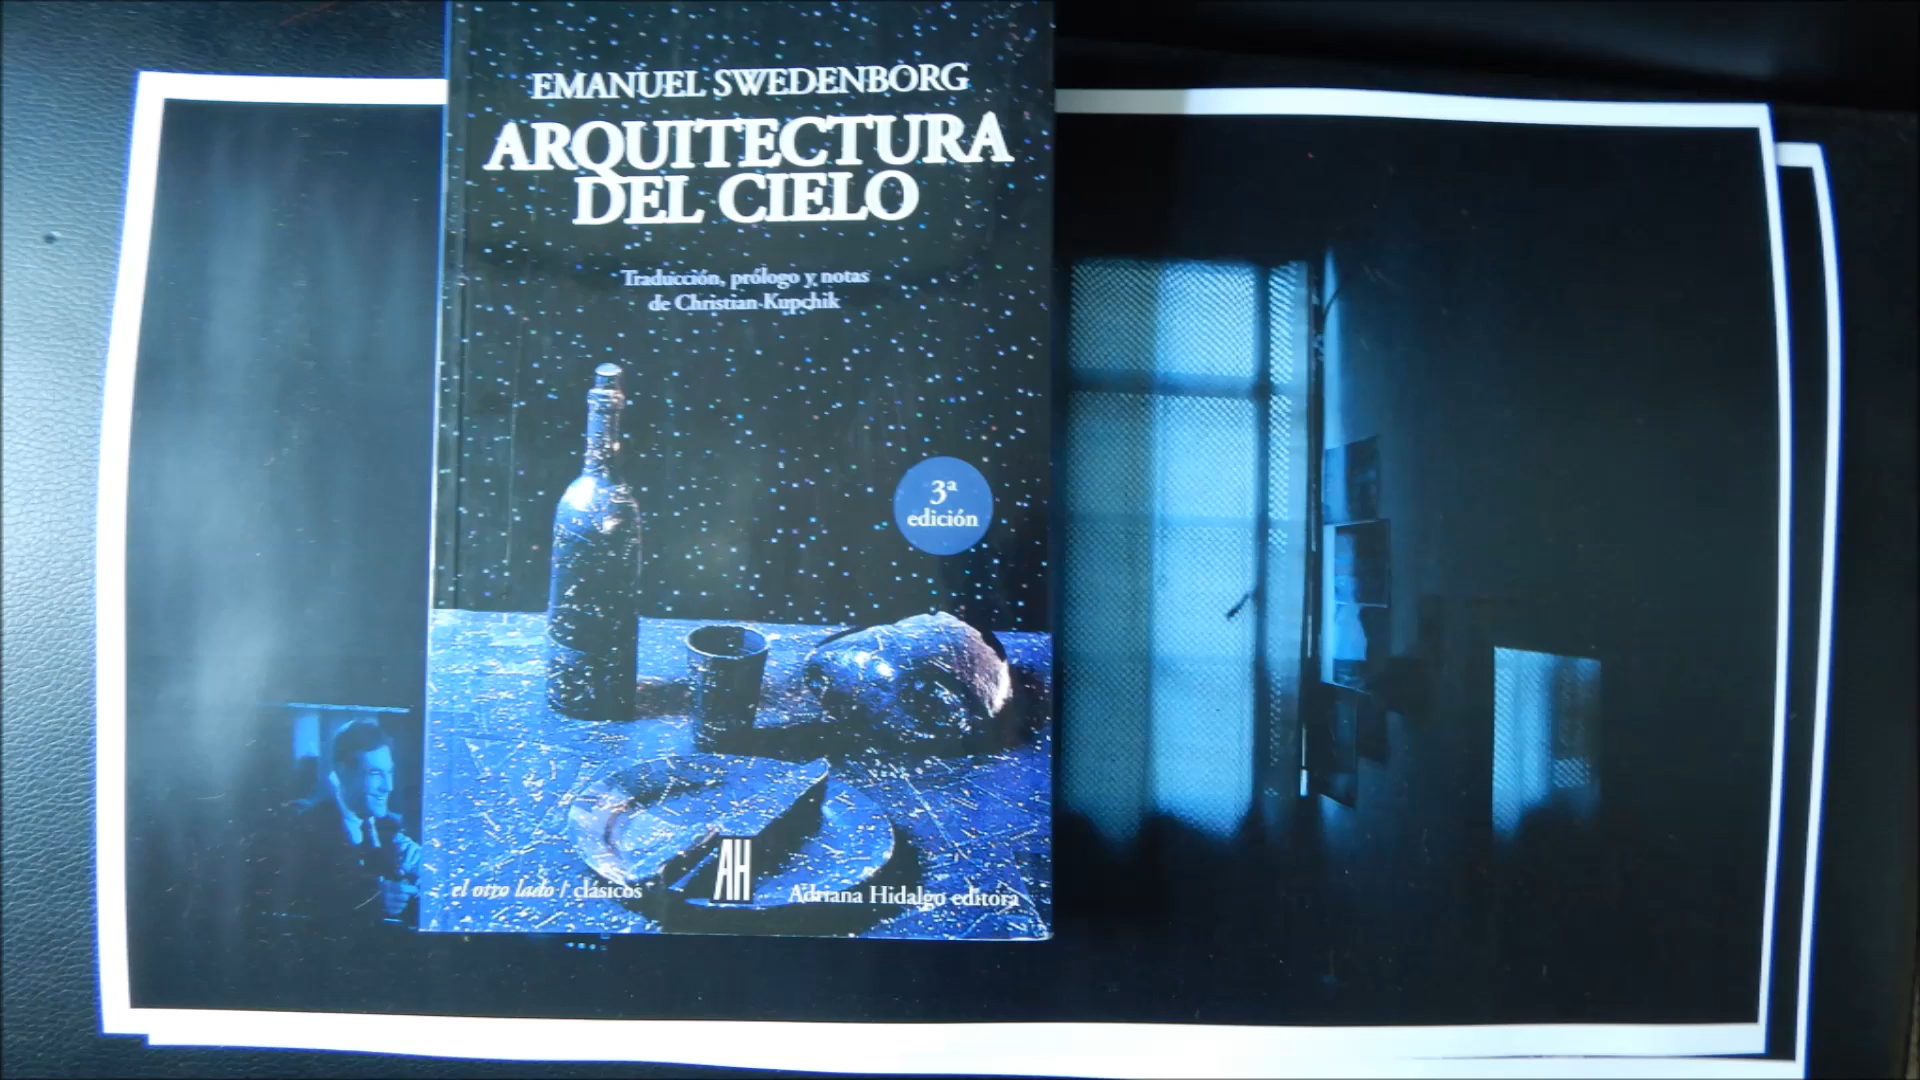 EMANUEL SWEDENBORG
ARQUITECTURA
DEL CIELO
Traducción, prólogo y notas
de Christian Kupchik
3ª
edición
AH
el otro lado / clásicos
Adriana Hidalgo editora